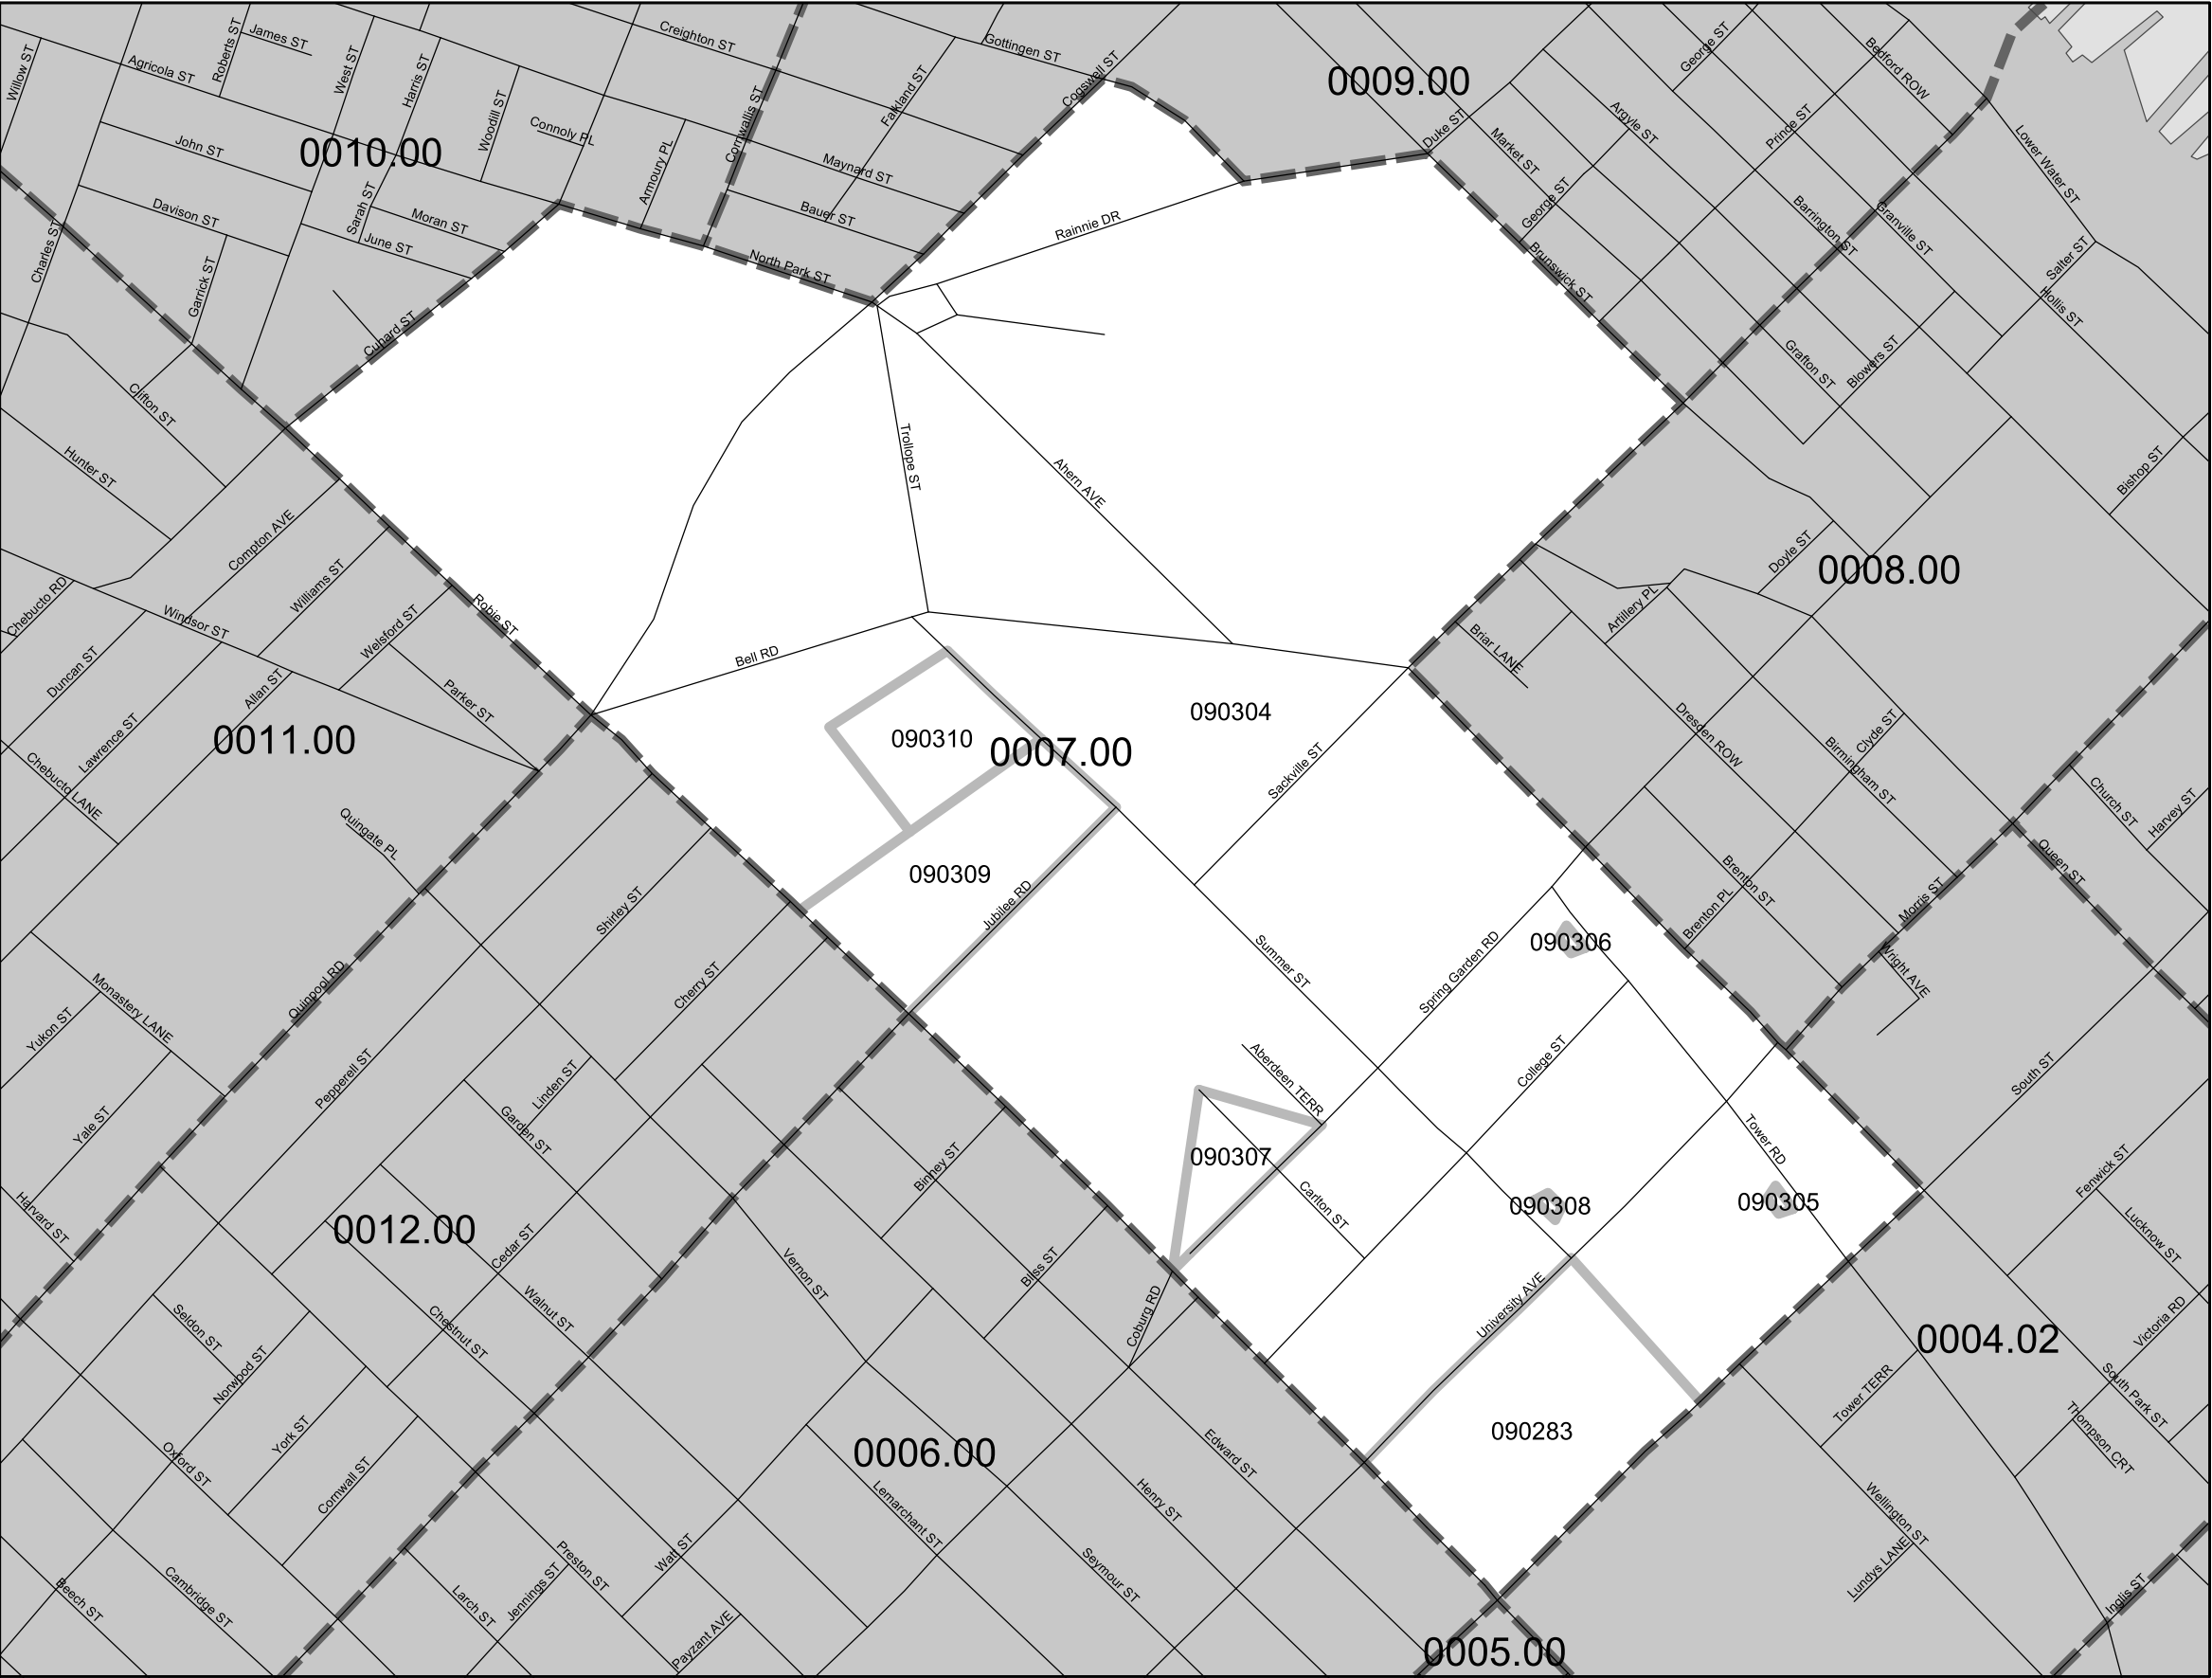 Willow ST
Roberts ST
James ST
Agricola ST
West ST
Harris ST
Creighton ST
Gottingen ST
Cogswell ST
0009.00
George ST
Bedford ROW
Woodill ST
Connoly PL
Cornwallis ST
Falkland ST
Duke ST
Argyle ST
Market ST
Prince ST
Lower Water ST
John ST
0010.00
Armoury PL
Maynard ST
Sarah ST
Davison ST
Moran ST
June ST
Bauer ST
Rainnie DR
George ST
Barrington ST
Granville ST
Charles ST
Garrick ST
North Park ST
Brunswick ST
Salter ST
Hollis ST
Cunard ST
Grafton ST
Blowers ST
Clifton ST
Hunter ST
Trollope ST
Ahern AVE
Bishop ST
Compton AVE
Williams ST
Doyle ST
0008.00
Chebucto RD
Windsor ST
Welsford ST
Robie ST
Artillery PL
Briar LANE
Duncan ST
Bell RD
Allan ST
Parker ST
Lawrence ST
0011.00
090304
090310
0007.00
Dresden ROW
Clyde ST
Birmingham ST
Chebucto LANE
Sackville ST
Church ST
Harvey ST
Quingate PL
090309
Queen ST
Brenton ST
Shirley ST
Jubilee RD
Brenton PL
Morris ST
Summer ST
090306
Spring Garden RD
Wright AVE
Monastery LANE
Quinpool RD
Cherry ST
Yukon ST
Pepperell ST
Aberdeen TERR
College ST
South ST
Linden ST
Garden ST
Yale ST
Tower RD
090307
Binney ST
Fenwick ST
Carlton ST
090308
090305
Harvard ST
0012.00
Cedar ST
Lucknow ST
Vernon ST
Bliss ST
Walnut ST
Coburg RD
University AVE
Seldon ST
Chestnut ST
Victoria RD
0004.02
Norwood ST
Tower TERR
South Park ST
York ST
090283
Thompson CRT
Oxford ST
0006.00
Edward ST
Cornwall ST
Lemarchant ST
Henry ST
Wellington ST
Watt ST
Preston ST
Seymour ST
Lundys LANE
Beech ST
Cambridge ST
Larch ST
Jennings ST
Inglis ST
Payzant AVE
0005.00